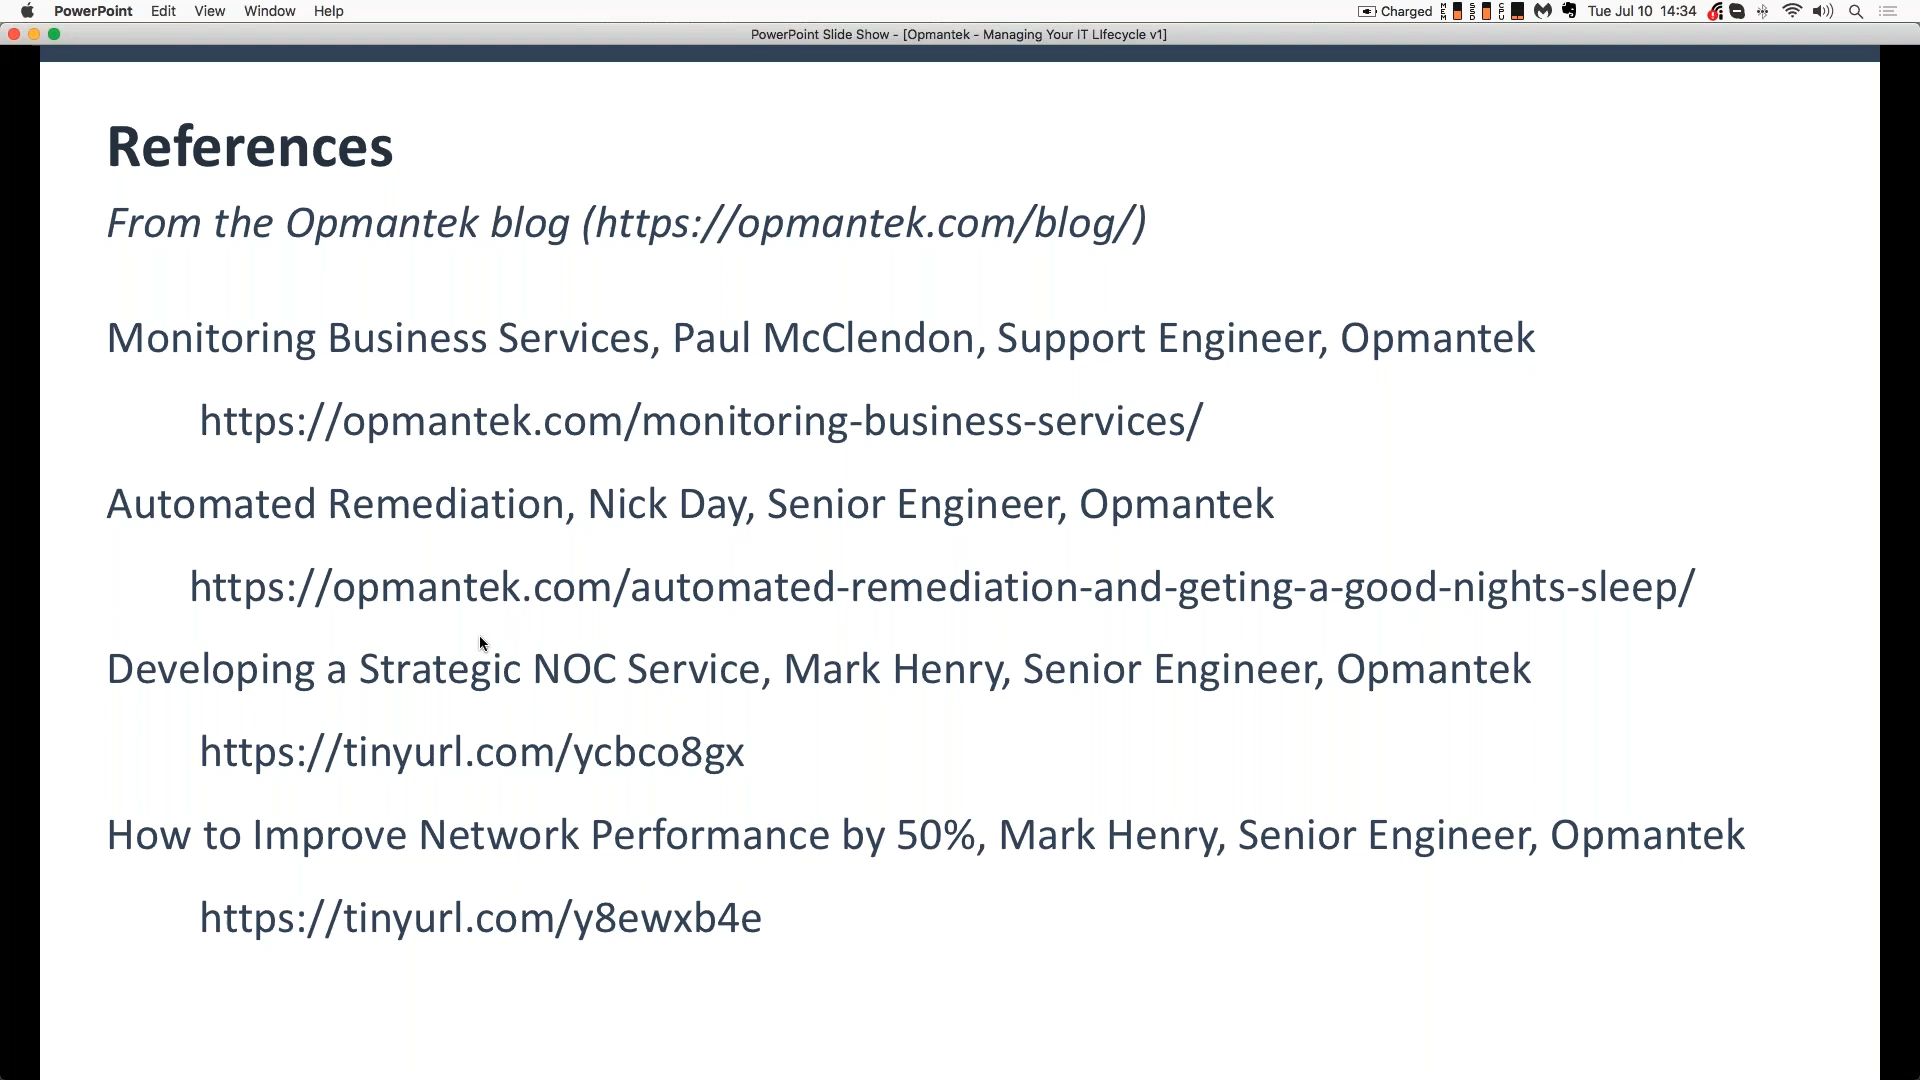 PowerPoint Edit View Window Help Charged Tue Jul 10 14:34
PowerPoint Slide Show - [Opmantek - Managing Your IT LIfecycle v1]
References
From the Opmantek blog (https://opmantek.com/blog/)
Monitoring Business Services, Paul McClendon, Support Engineer, Opmantek
https://opmantek.com/monitoring-business-services/
Automated Remediation, Nick Day, Senior Engineer, Opmantek
https://opmantek.com/automated-remediation-and-geting-a-good-nights-sleep/
Developing a Strategic NOC Service, Mark Henry, Senior Engineer, Opmantek
https://tinyurl.com/ycbco8gx
How to Improve Network Performance by 50%, Mark Henry, Senior Engineer, Opmantek
https://tinyurl.com/y8ewxb4e